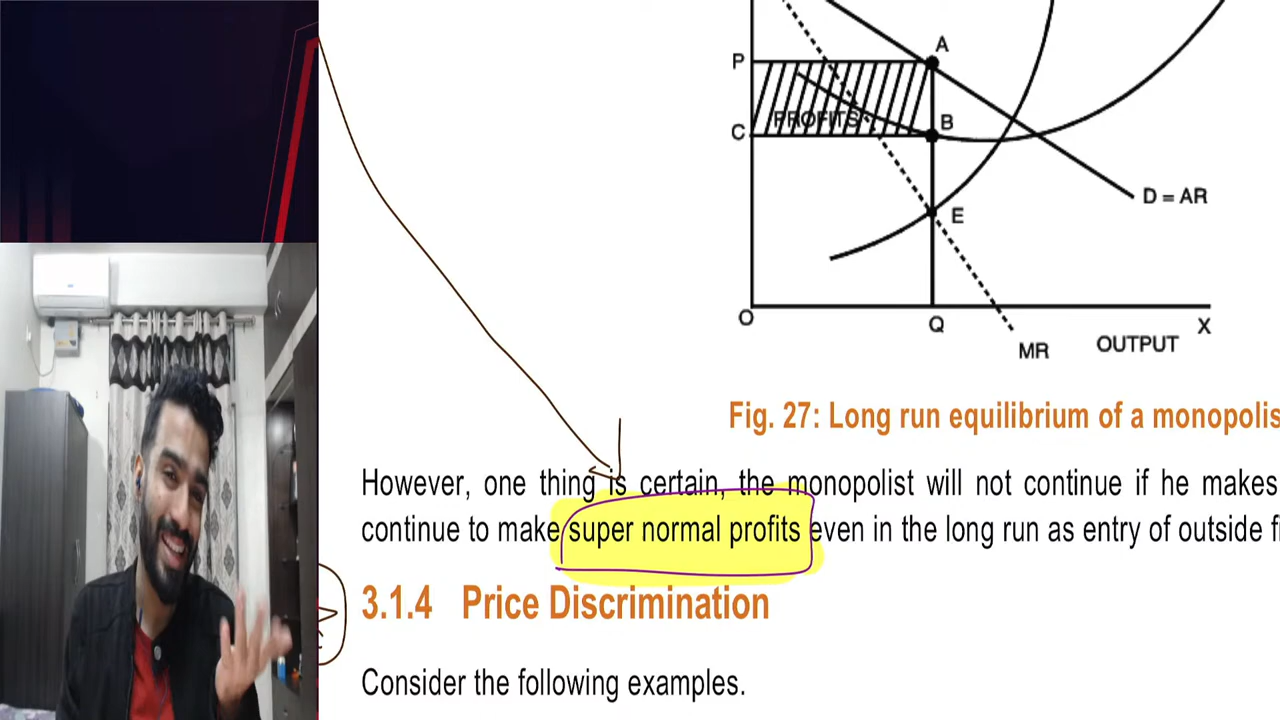 A
P
PROFITS
B
C
D = AR
E
O
Q
X
MR
OUTPUT
Fig. 27: Long run equilibrium of a monopolis
However, one thing is certain, the monopolist will not continue if he makes
continue to make super normal profits even in the long run as entry of outside fi
3.1.4 Price Discrimination
Consider the following examples.